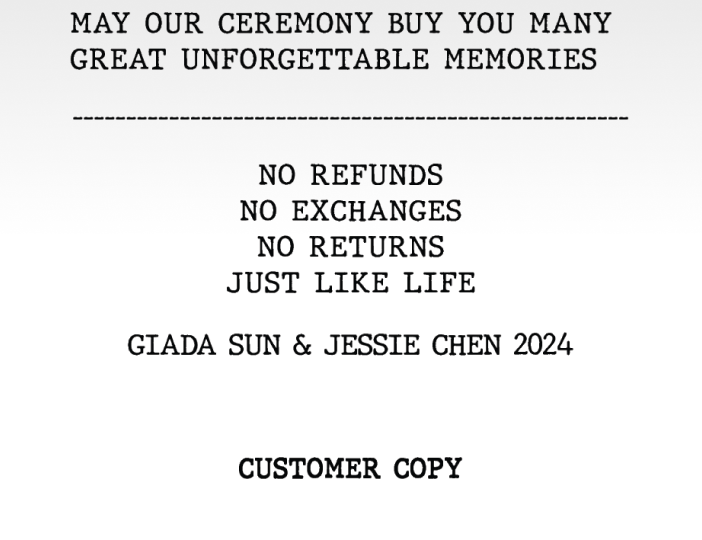 MAY OUR CEREMONY BUY YOU MANY
GREAT UNFORGETTABLE MEMORIES
-----------------------------------------------------
NO REFUNDS
NO EXCHANGES
NO RETURNS
JUST LIKE LIFE
GIADA SUN & JESSIE CHEN 2024
CUSTOMER COPY